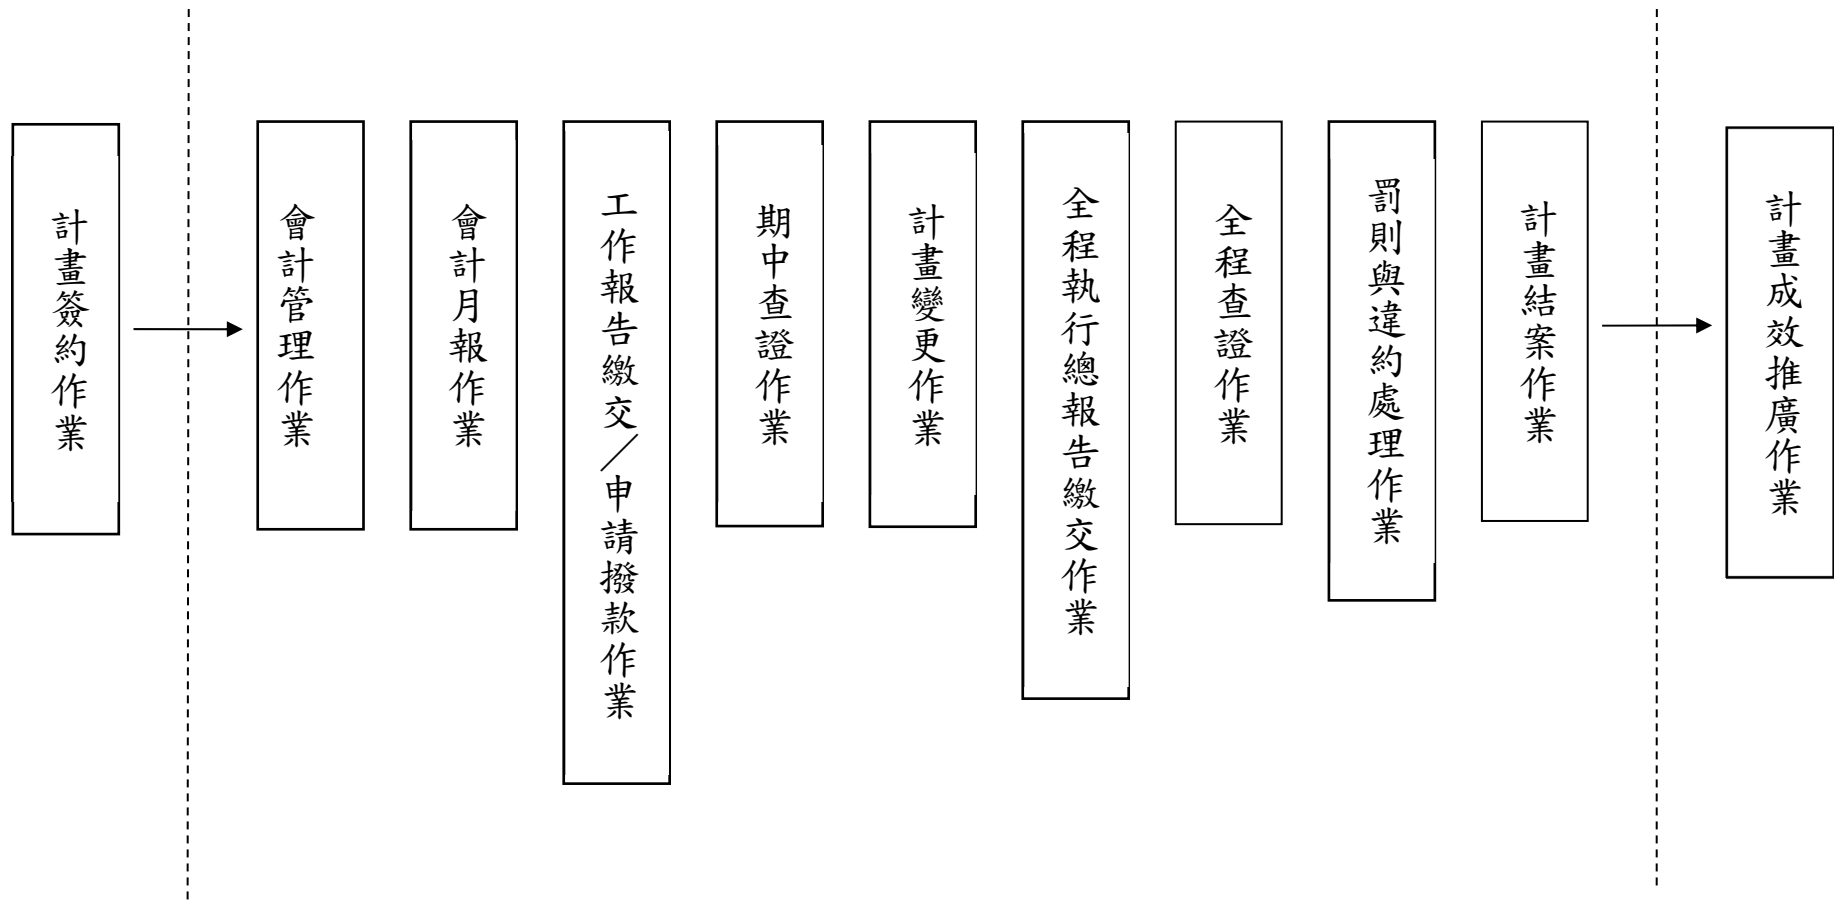 計畫簽約作業
會計管理作業
會計月報作業
工作報告繳交／申請撥款作業
期中查證作業
計畫變更作業
全程執行總報告繳交作業
全程查證作業
罰則與違約處理作業
計畫結案作業
計畫成效推廣作業